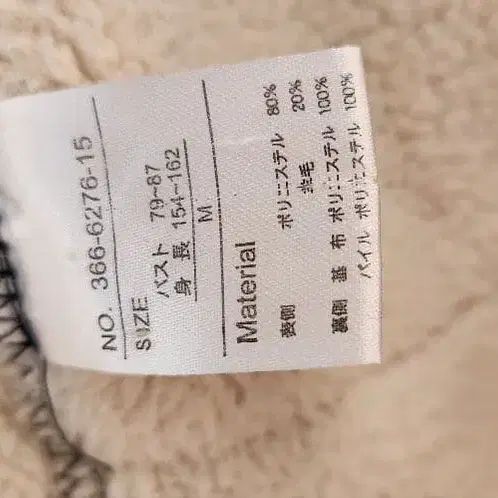 NO. 366-6276-15
SIZE
バスト 79~87
身長 154~162
M
Material
表側 ポリエステル 80%
羊毛 20%
裏側 基布 ポリエステル 100%
パイル ポリエステル 100%